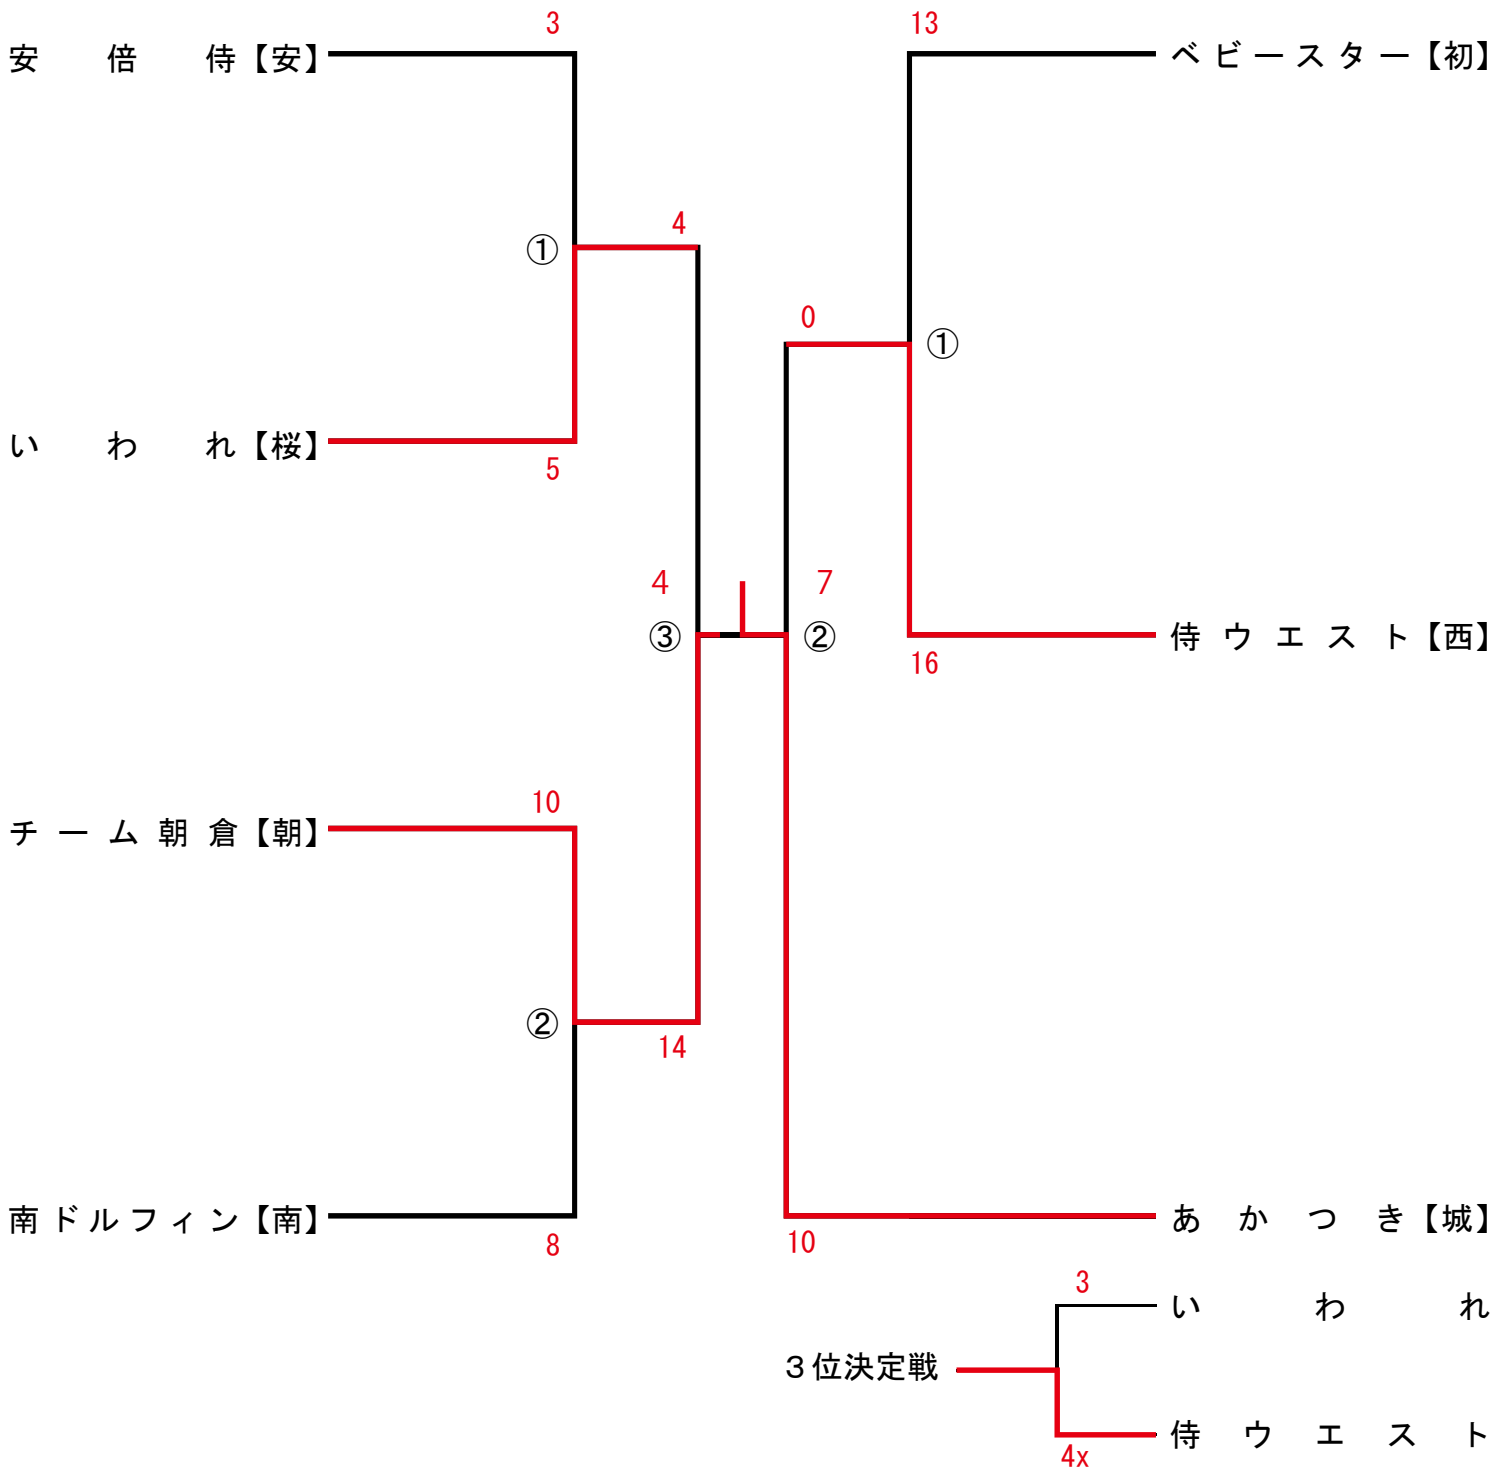 3
13
安倍侍【安】
ベビースター【初】
4
①
0
①
いわれ【桜】
5
4
7
③
②
侍ウエスト【西】
16
10
チーム朝倉【朝】
②
14
南ドルフィン【南】
あかつき【城】
8
10
3
いわれ
3位決定戦
侍ウエスト
4x